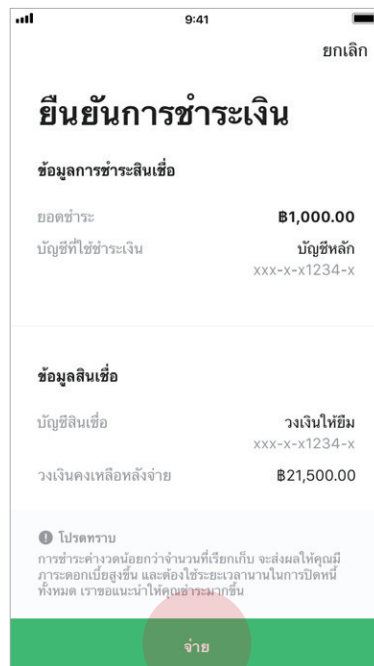 9:41
ยกเลิก
ยืนยันการชำระเงิน
ข้อมูลการชำระสินเชื่อ
ยอดชำระ ฿1,000.00
บัญชีที่ใช้ชำระเงิน บัญชีหลัก
xxx-x-x1234-x
ข้อมูลสินเชื่อ
บัญชีสินเชื่อ วงเงินให้ยืม
xxx-x-x1234-x
วงเงินคงเหลือหลังจ่าย ฿21,500.00
โปรดทราบ
การชำระค่างวดน้อยกว่าจำนวนที่เรียกเก็บ จะส่งผลให้คุณมี
ภาระดอกเบี้ยสูงขึ้น และต้องใช้ระยะเวลานานในการปิดหนี้
ทั้งหมด เราขอแนะนำให้คุณชำระมากขึ้น
จ่าย